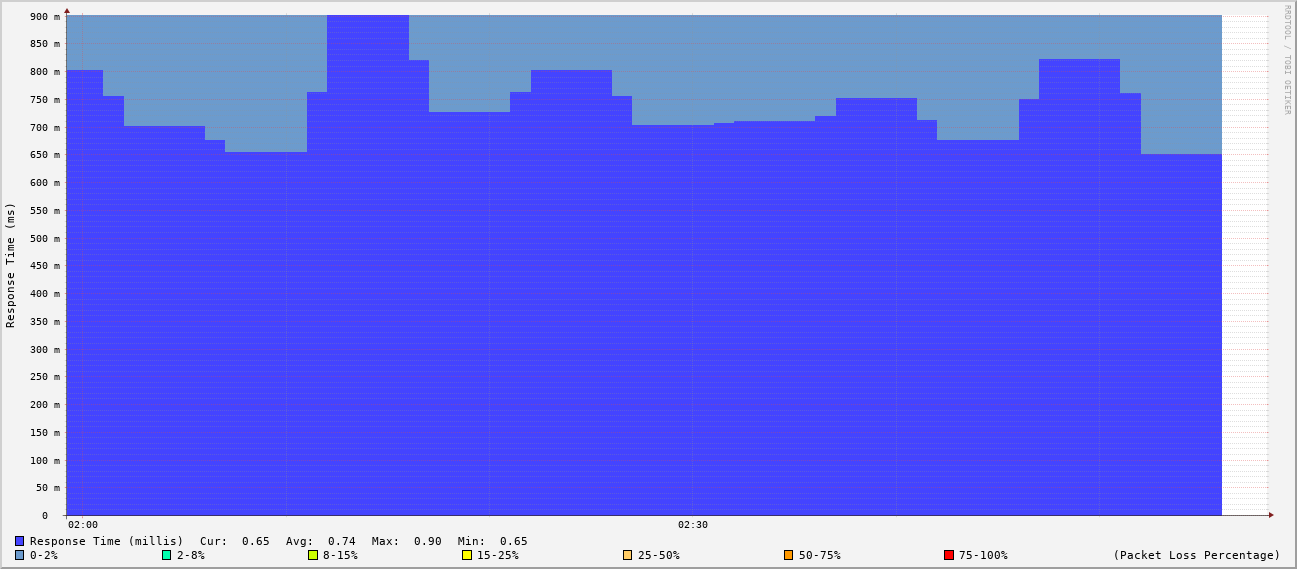 RRDTOOL / TOBI OETIKER
Response Time (ms)
900 m
850 m
800 m
750 m
700 m
650 m
600 m
550 m
500 m
450 m
400 m
350 m
300 m
250 m
200 m
150 m
100 m
50 m
0
02:00 02:30
Response Time (millis) Cur: 0.65 Avg: 0.74 Max: 0.90 Min: 0.65
0-2% 2-8% 8-15% 15-25% 25-50% 50-75% 75-100% (Packet Loss Percentage)